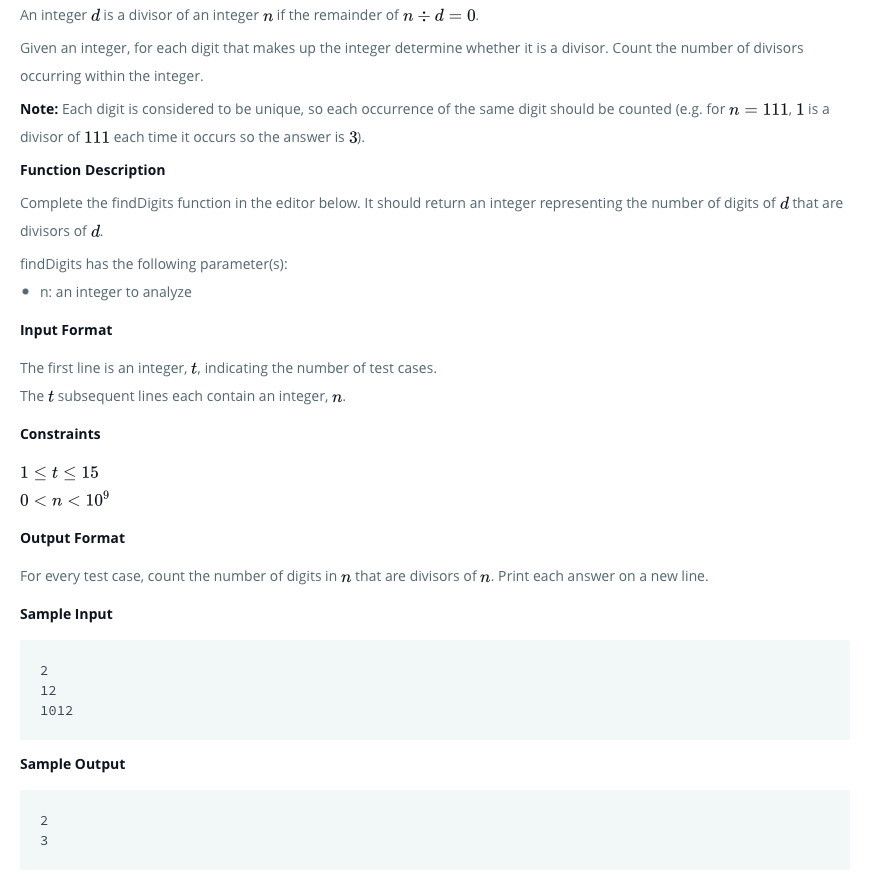 An integer d is a divisor of an integer n if the remainder of n ÷ d = 0.
Given an integer, for each digit that makes up the integer determine whether it is a divisor. Count the number of divisors
occurring within the integer.
Note: Each digit is considered to be unique, so each occurrence of the same digit should be counted (e.g. for n = 111, 1 is a
divisor of 111 each time it occurs so the answer is 3).
Function Description
Complete the findDigits function in the editor below. It should return an integer representing the number of digits of d that are
divisors of d.
findDigits has the following parameter(s):
• n: an integer to analyze
Input Format
The first line is an integer, t, indicating the number of test cases.
The t subsequent lines each contain an integer, n.
Constraints
1 ≤ t ≤ 15
0 < n < 10⁹
Output Format
For every test case, count the number of digits in n that are divisors of n. Print each answer on a new line.
Sample Input
2
12
1012
Sample Output
2
3